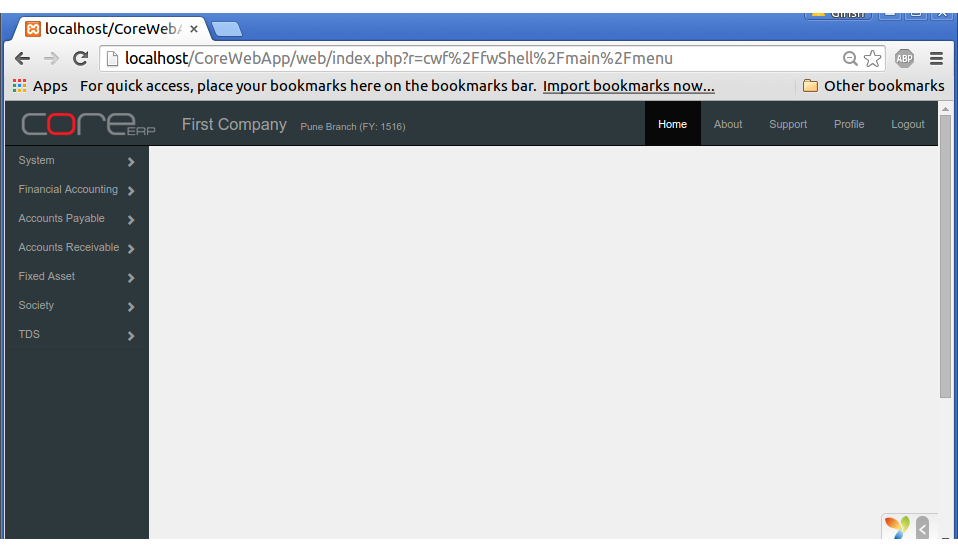 Girish
localhost/CoreWebA ×
localhost/CoreWebApp/web/index.php?r=cwf%2FfwShell%2Fmain%2Fmenu
ABP
Apps For quick access, place your bookmarks here on the bookmarks bar. Import bookmarks now... Other bookmarks
core ERP First Company Pune Branch (FY: 1516) Home About Support Profile Logout
System
Financial Accounting
Accounts Payable
Accounts Receivable
Fixed Asset
Society
TDS